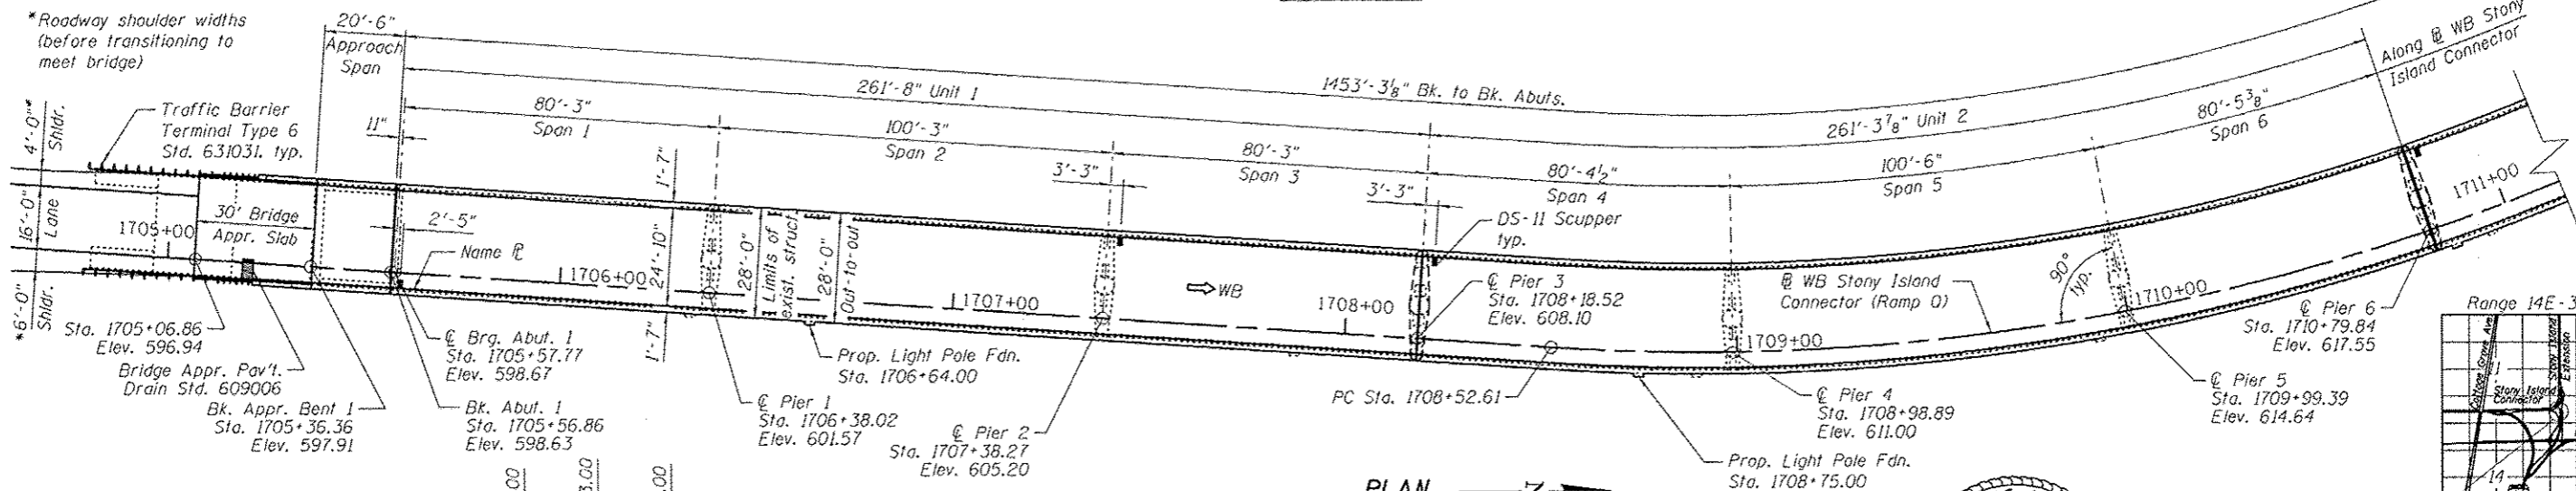 *Roadway shoulder widths
(before transitioning to
meet bridge)
20'-6"
Approach
Span
Traffic Barrier
Terminal Type 6
Std. 631031. typ.
11"
80'-3"
Span 1
261'-8" Unit 1
100'-3"
Span 2
1453'-3⅛" Bk. to Bk. Abuts.
80'-3"
Span 3
261'-3⅞" Unit 2
80'-4½"
Span 4
100'-6"
Span 5
80'-5⅜"
Span 6
Along ℄ WB Stony
Island Connector
4'-0"*
Shldr.
16'-0"
Lane
*6'-0"
Shldr.
1705+00
30' Bridge
Appr. Slab
2'-5"
Name ℄
1706+00
1'-7"
24'-10"
1'-7"
28'-0"
Limits of
exist. struct
28'-0"
Out-to-out
1707+00
3'-3"
WB
1708+00
3'-3"
DS-11 Scupper
typ.
℄ Pier 3
Sta. 1708+18.52
Elev. 608.10
1709+00
℄ WB Stony Island
Connector (Ramp O)
90°
typ.
1710+00
1711+00
Sta. 1705+06.86
Elev. 596.94
Bridge Appr. Pav't.
Drain Std. 609006
Bk. Appr. Bent 1
Sta. 1705+36.36
Elev. 597.91
℄ Brg. Abut. 1
Sta. 1705+57.77
Elev. 598.67
Bk. Abut. 1
Sta. 1705+56.86
Elev. 598.63
℄ Pier 1
Sta. 1706+38.02
Elev. 601.57
Prop. Light Pole Fdn.
Sta. 1706+64.00
℄ Pier 2
Sta. 1707+38.27
Elev. 605.20
PC Sta. 1708+52.61
℄ Pier 4
Sta. 1708+98.89
Elev. 611.00
Prop. Light Pole Fdn.
Sta. 1708+75.00
℄ Pier 5
Sta. 1709+99.39
Elev. 614.64
℄ Pier 6
Sta. 1710+79.84
Elev. 617.55
Range 14E-3
Cottage Grove Ave
Stony Island
Extension
Stony Island
Connector
14
PLAN